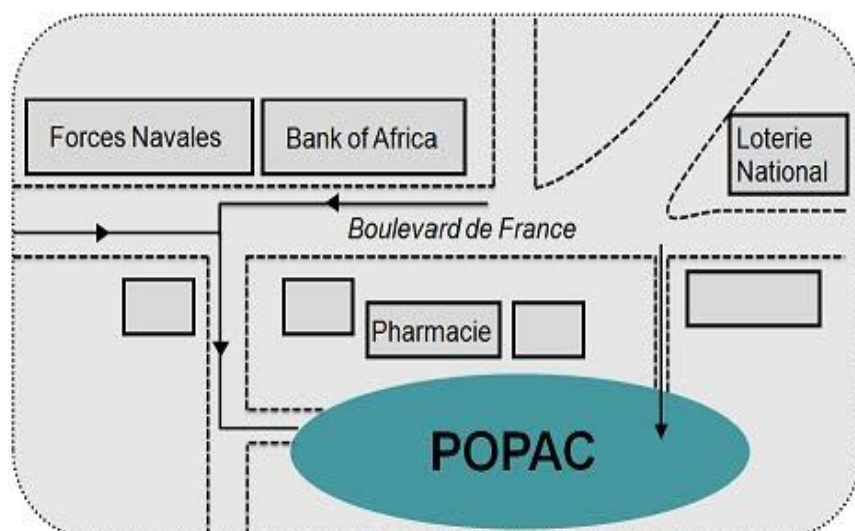 Forces Navales
Bank of Africa
Loterie
National
Boulevard de France
Pharmacie
POPAC